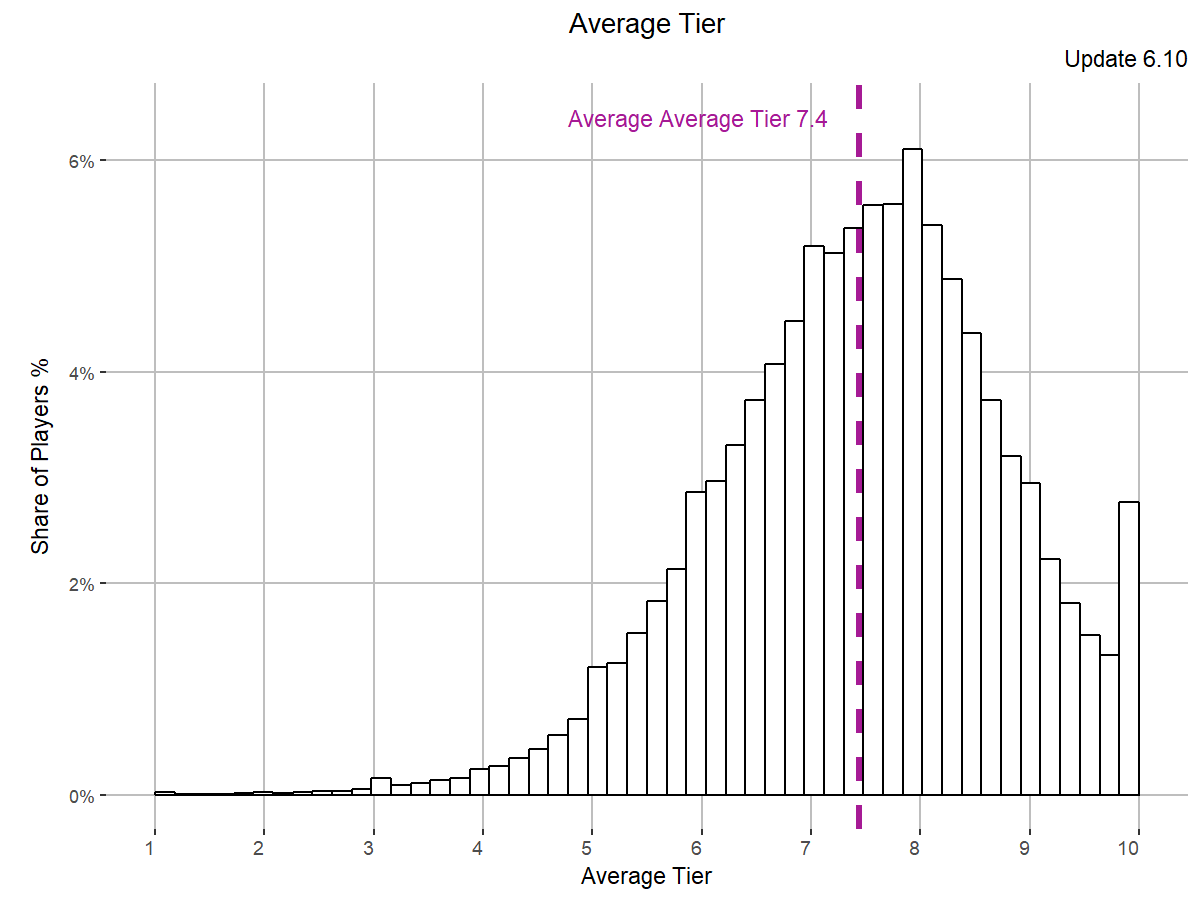 Average Tier
Update 6.10
Average Average Tier 7.4
6%
4%
2%
0%
Share of Players %
1 2 3 4 5 6 7 8 9 10
Average Tier